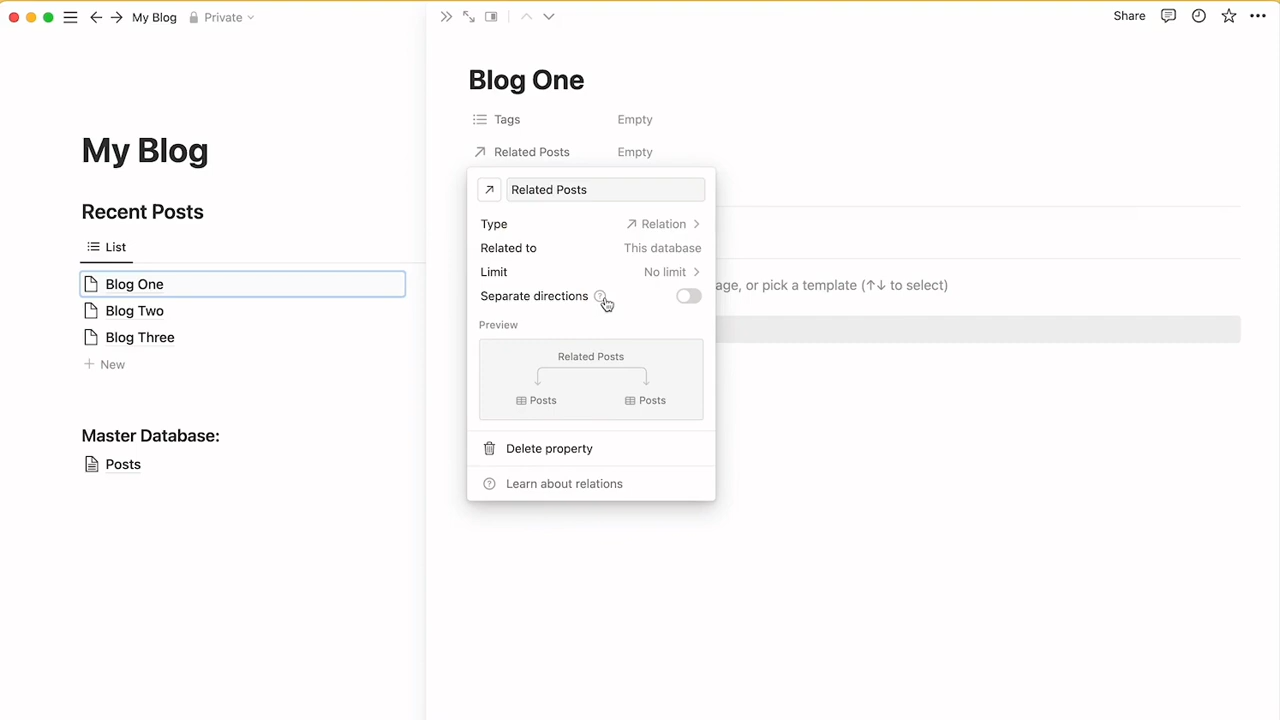 My Blog Private
Share
My Blog
Recent Posts
List
Blog One
Blog Two
Blog Three
New
Master Database:
Posts
Blog One
Tags Empty
Related Posts Empty
Related Posts
Type Relation
Related to This database
Limit No limit
Separate directions ?
Preview
Related Posts
Posts Posts
Delete property
? Learn about relations
age, or pick a template (↑↓ to select)